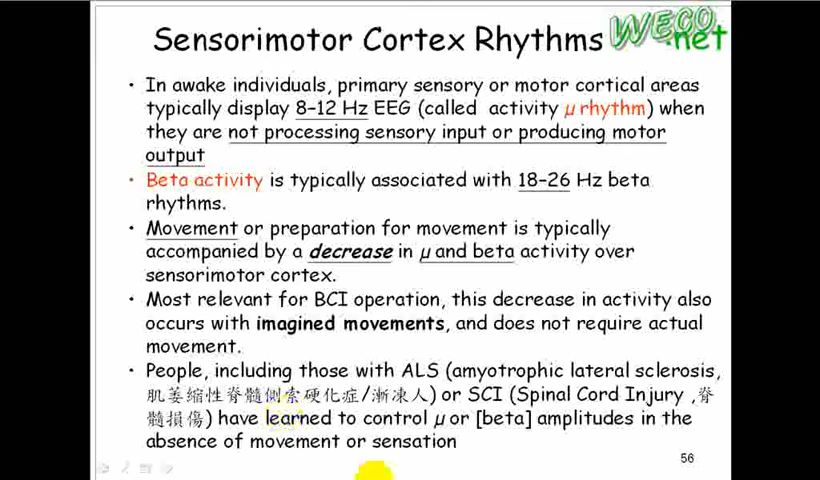 Sensorimotor Cortex Rhythms
WECO
.net
• In awake individuals, primary sensory or motor cortical areas
typically display 8–12 Hz EEG (called activity μ rhythm) when
they are not processing sensory input or producing motor
output
• Beta activity is typically associated with 18–26 Hz beta
rhythms.
• Movement or preparation for movement is typically
accompanied by a decrease in μ and beta activity over
sensorimotor cortex.
• Most relevant for BCI operation, this decrease in activity also
occurs with imagined movements, and does not require actual
movement.
• People, including those with ALS (amyotrophic lateral sclerosis,
肌萎縮性脊髓側索硬化症/漸凍人) or SCI (Spinal Cord Injury ,脊
髓損傷) have learned to control μ or [beta] amplitudes in the
absence of movement or sensation
56